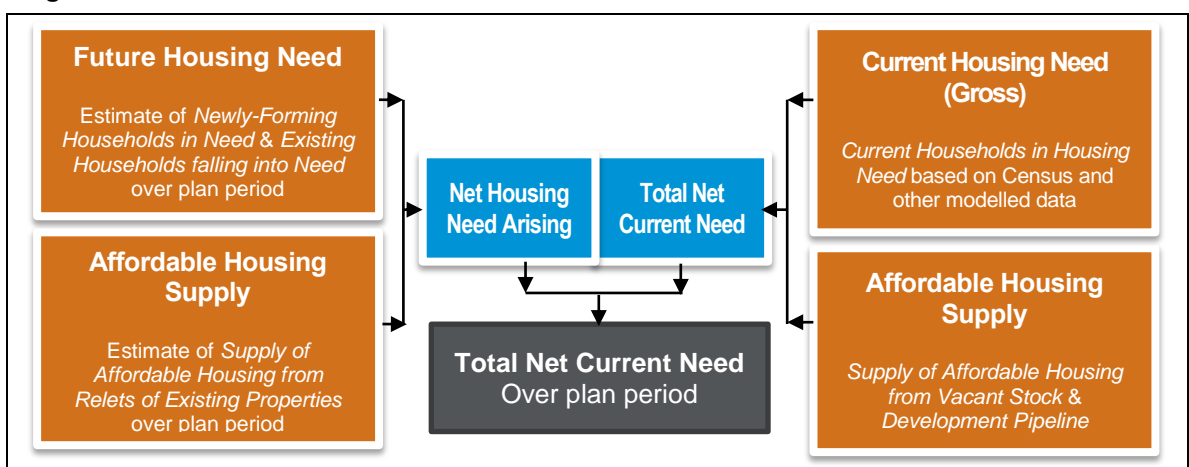 Future Housing Need
Estimate of Newly-Forming
Households in Need & Existing
Households falling into Need
over plan period
Affordable Housing
Supply
Estimate of Supply of
Affordable Housing from
Relets of Existing Properties
over plan period
Net Housing
Need Arising
Total Net
Current Need
Total Net Current Need
Over plan period
Current Housing Need
(Gross)
Current Households in Housing
Need based on Census and
other modelled data
Affordable Housing
Supply
Supply of Affordable Housing
from Vacant Stock &
Development Pipeline